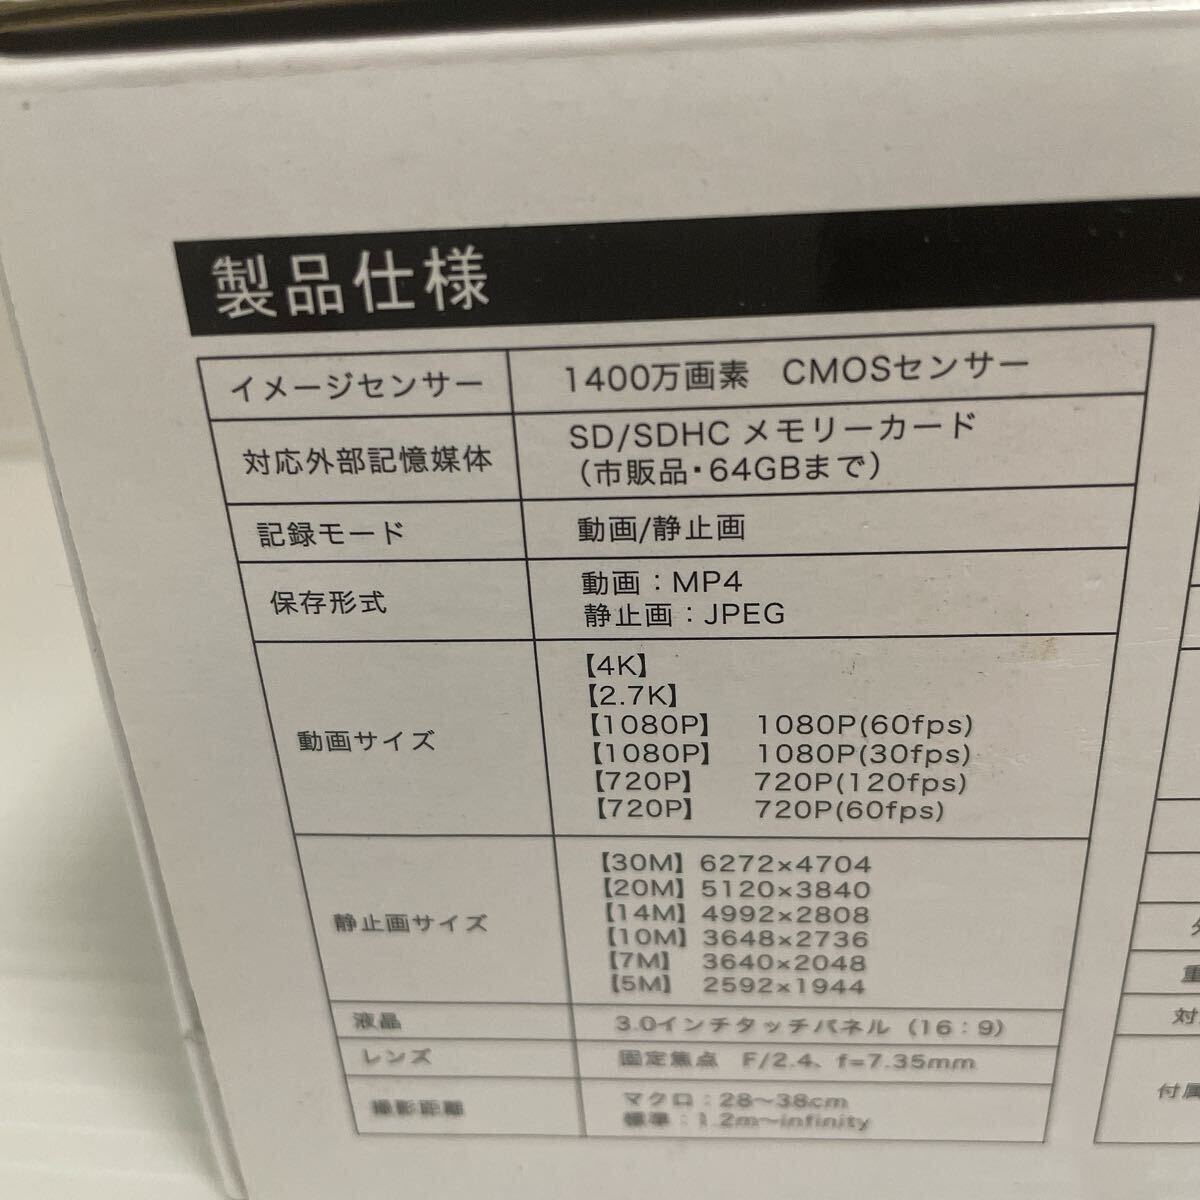 製品仕様
イメージセンサー 1400万画素 CMOSセンサー
対応外部記憶媒体 SD/SDHC メモリーカード
（市販品・64GBまで）
記録モード 動画/静止画
保存形式 動画：MP4
静止画：JPEG
動画サイズ
【4K】
【2.7K】
【1080P】 1080P(60fps)
【1080P】 1080P(30fps)
【720P】 720P(120fps)
【720P】 720P(60fps)
静止画サイズ
【30M】6272×4704
【20M】5120×3840
【14M】4992×2808
【10M】3648×2736
【7M】 3640×2048
【5M】 2592×1944
液晶 3.0インチタッチパネル（16：9）
レンズ 固定焦点 F/2.4、f=7.35mm
撮影距離 マクロ：28〜38cm
標準：1.2m〜infinity
重
対
付属